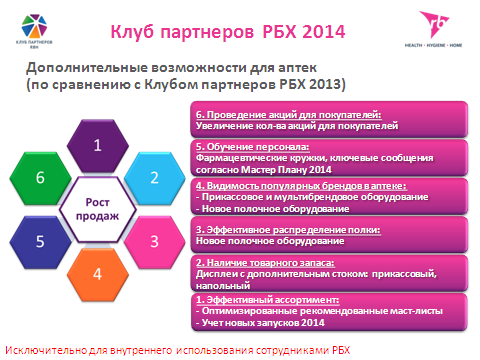 КЛУБ ПАРТНЕРОВ
РБХ
Клуб партнеров РБХ 2014
rb
HEALTH • HYGIENE • HOME
Дополнительные возможности для аптек
(по сравнению с Клубом партнеров РБХ 2013)
1
2
3
4
5
6
Рост
продаж
6. Проведение акций для покупателей:
Увеличение кол-ва акций для покупателей
5. Обучение персонала:
Фармацевтические кружки, ключевые сообщения
согласно Мастер Плану 2014
4. Видимость популярных брендов в аптеке:
- Прикассовое и мультибрендовое оборудование
- Новое полочное оборудование
3. Эффективное распределение полки:
Новое полочное оборудование
2. Наличие товарного запаса:
Дисплеи с дополнительным стоком: прикассовый,
напольный
1. Эффективный ассортимент:
- Оптимизированные рекомендованные маст-листы
- Учет новых запусков 2014
Исключительно для внутреннего использования сотрудниками РБХ